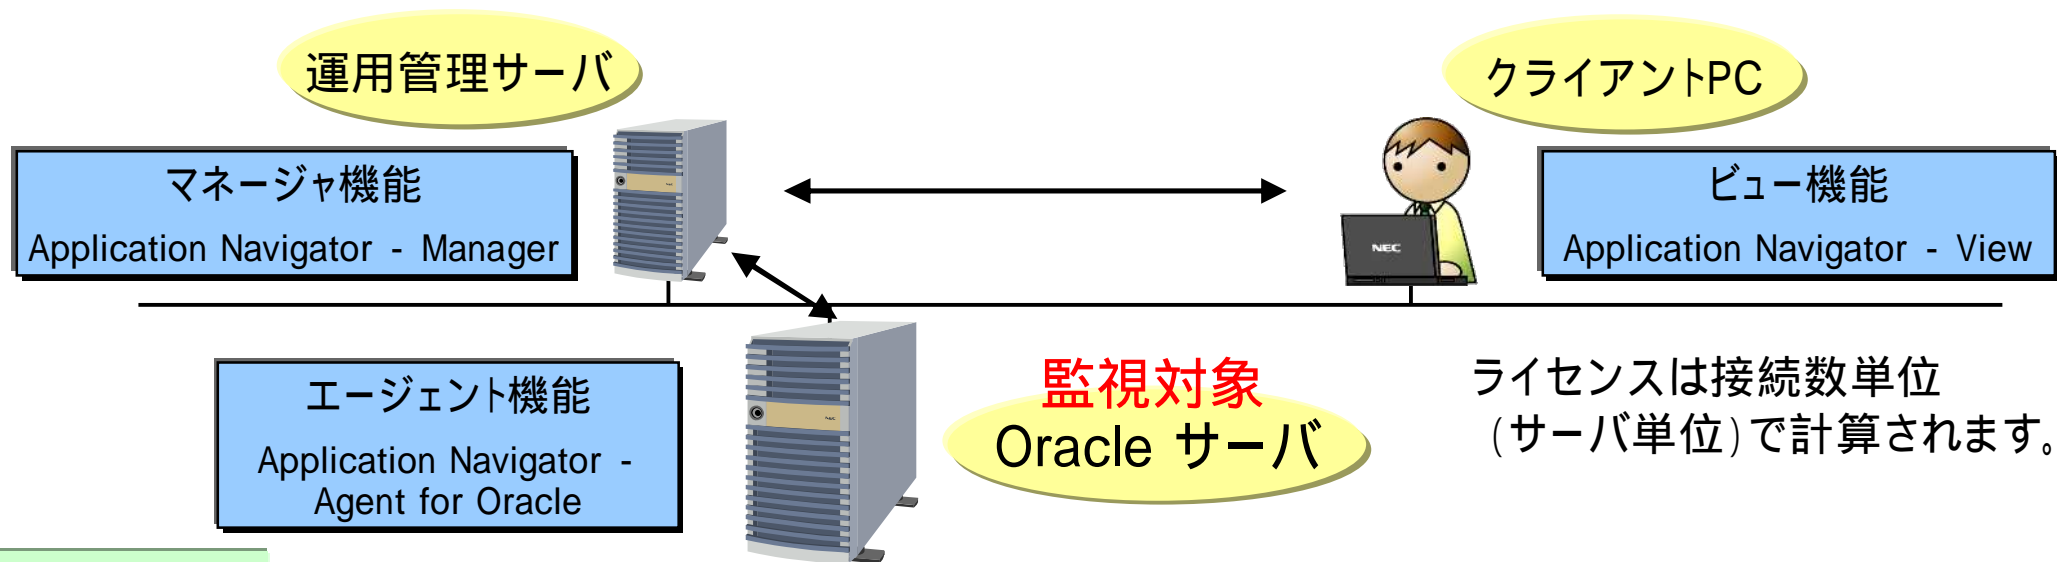 運用管理サーバ
クライアントPC
マネージャ機能
Application Navigator - Manager
NEC
ビュー機能
Application Navigator - View
エージェント機能
Application Navigator -
Agent for Oracle
監視対象
Oracle サーバ
ライセンスは接続数単位
(サーバ単位)で計算されます。